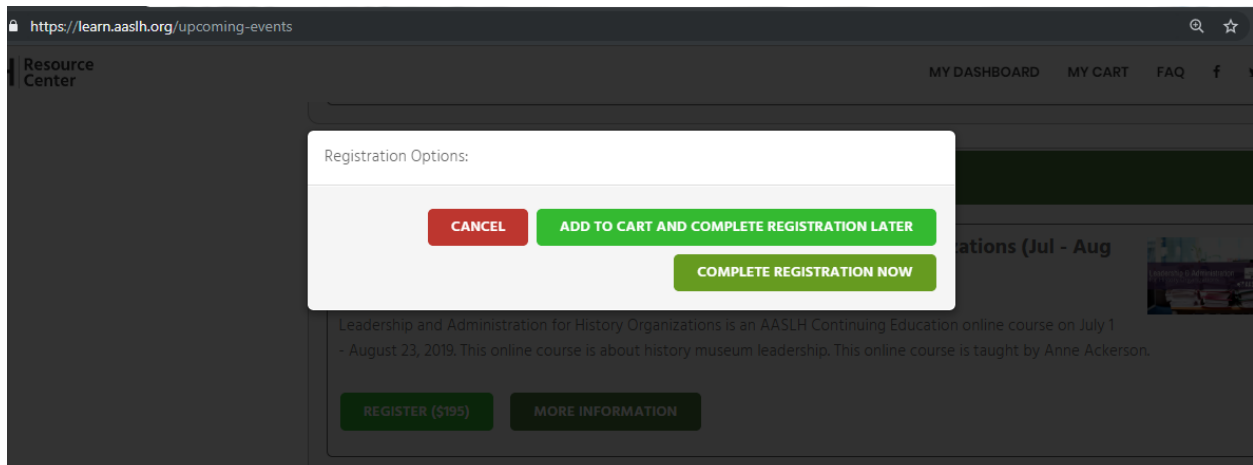 https://learn.aaslh.org/upcoming-events
Resource
Center
MY DASHBOARD MY CART FAQ f
Registration Options:
CANCEL ADD TO CART AND COMPLETE REGISTRATION LATER
COMPLETE REGISTRATION NOW
ations (Jul - Aug
Leadership and Administration for History Organizations is an AASLH Continuing Education online course on July 1
- August 23, 2019. This online course is about history museum leadership. This online course is taught by Anne Ackerson.
REGISTER ($195) MORE INFORMATION